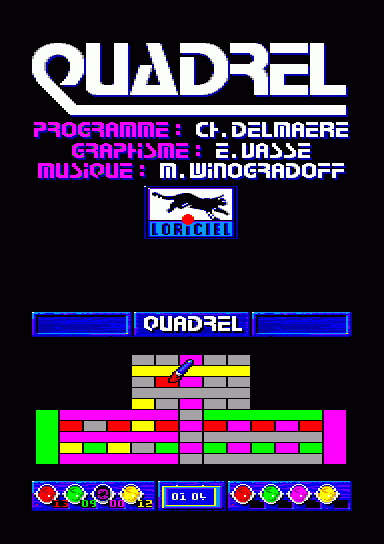 QUADREL
PROGRAMME: CH. DELMAERE
GRAPHISME: E. VASSE
MUSIQUE: M. WINOGRADOFF
LORICIEL
QUADREL
13 09 00 12 01 04